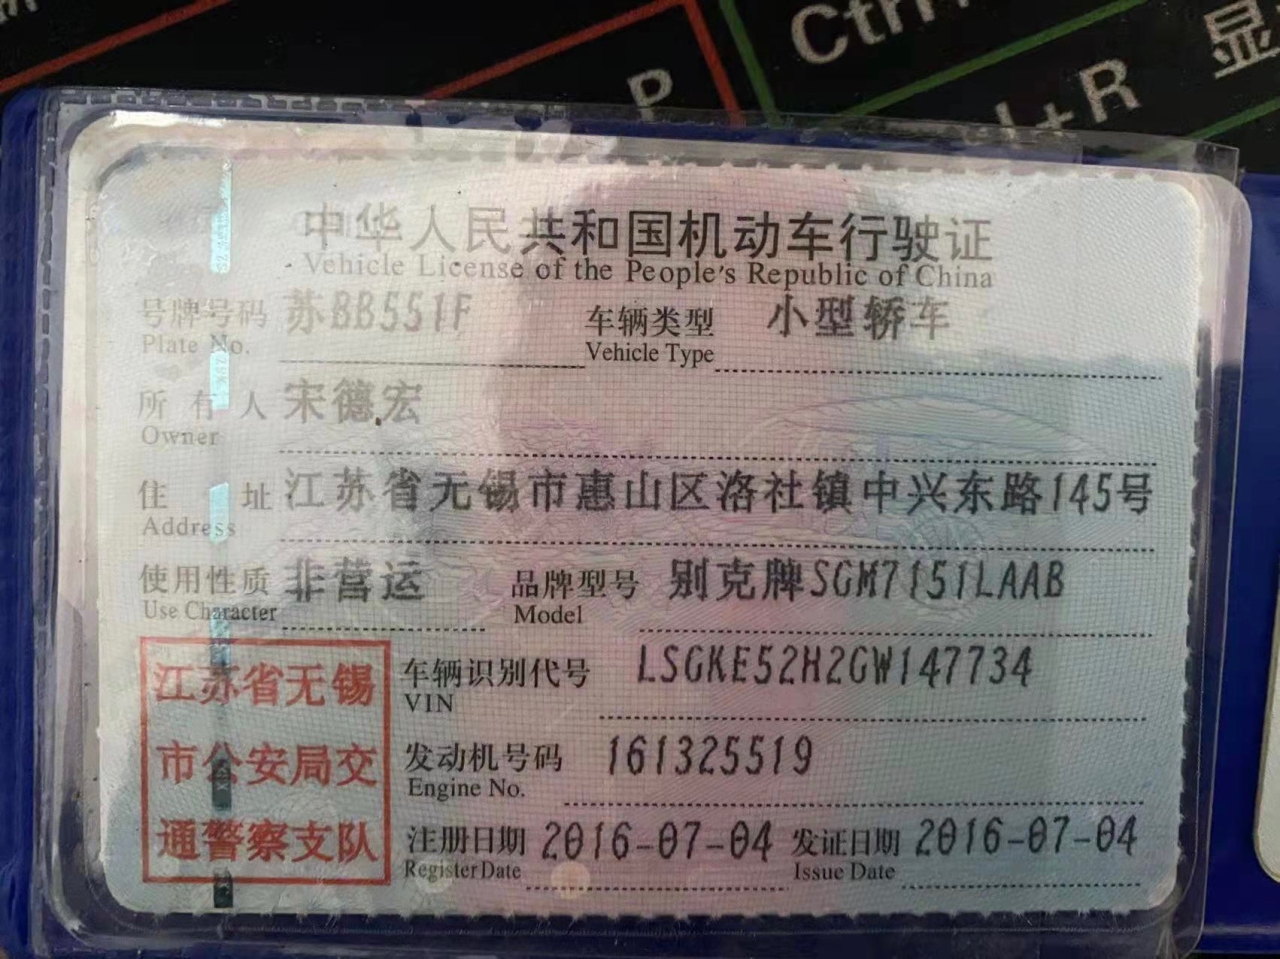 Ctrl+
P
l+R
显
中华人民共和国机动车行驶证
Vehicle License of the People's Republic of China
号牌号码 苏BB551F 车辆类型 小型轿车
Plate No. Vehicle Type
所有人 宋德宏
Owner
住址 江苏省无锡市惠山区洛社镇中兴东路145号
Address
使用性质 非营运 品牌型号 别克牌SGM7151LAAB
Use Character Model
江苏省无锡
市公安局交
通警察支队
车辆识别代号 LSGKE52H2GW147734
VIN
发动机号码 161325519
Engine No.
注册日期 2016-07-04 发证日期 2016-07-04
Register Date Issue Date